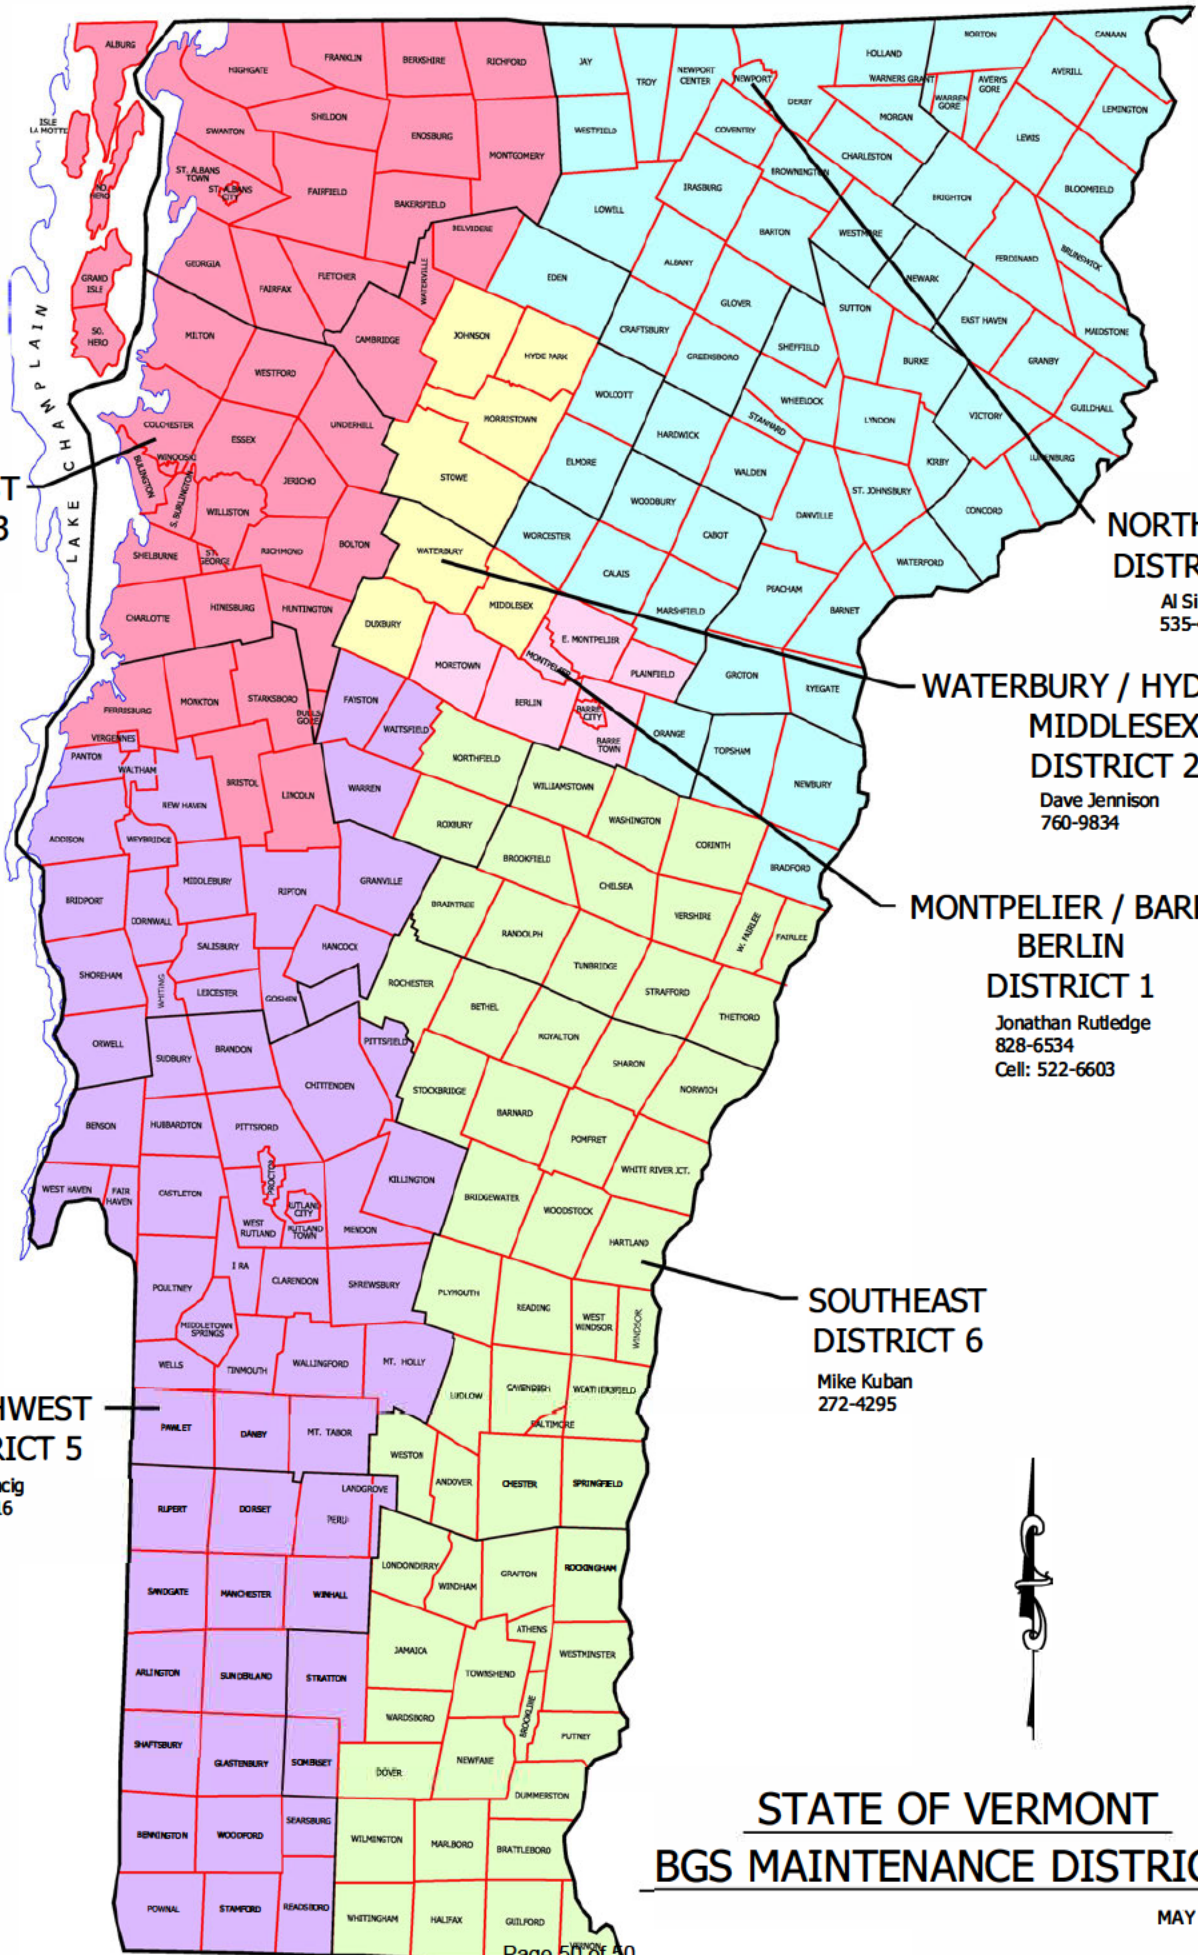 ALBURG
ISLE
LA MOTTE
NO.
HERO
GRAND
ISLE
SO.
HERO
HIGHGATE
FRANKLIN
BERKSHIRE
RICHFORD
SWANTON
SHELDON
ENOSBURG
MONTGOMERY
ST. ALBANS
TOWN
ST. ALBANS
CITY
FAIRFIELD
BAKERSFIELD
BELVIDERE
GEORGIA
FAIRFAX
FLETCHER
WATERVILLE
MILTON
WESTFORD
CAMBRIDGE
COLCHESTER
ESSEX
UNDERHILL
WINOOSKI
BULINGTON
S. BURLINGTON
WILLISTON
JERICHO
SHELBURNE
ST.
GEORGE
RICHMOND
BOLTON
CHARLOTTE
HINESBURG
HUNTINGTON
FERRISBURG
MONKTON
STARKSBORO
BUELS
GORE
VERGENNES
BRISTOL
LINCOLN
LAKE CHAMPLAIN
JAY
TROY
NEWPORT
CENTER
NEWPORT
DERBY
HOLLAND
NORTON
CANAAN
WARNERS GRANT
WARREN
GORE
AVERYS
GORE
AVERILL
LEMINGTON
WESTFIELD
COVENTRY
MORGAN
LEWIS
CHARLESTON
BROWNINGTON
BLOOMFIELD
IRASBURG
BRIGHTON
LOWILL
BARTON
WESTMORE
FERDINAND
BRUNSWICK
EDEN
ALBANY
GLOVER
NEWARK
SUTTON
EAST HAVEN
MAIDSTONE
CRAFTSBURY
GREENSBORO
SHEFFIELD
BURKE
GRANBY
WOLCOTT
WHEELOCK
STANNARD
LYNDON
VICTORY
GUILDHALL
HARDWICK
ELMORE
WALDEN
KIRBY
LUNENBURG
WOODBURY
DANVILLE
ST. JOHNSBURY
CONCORD
WORCESTER
CABOT
CALAIS
PEACHAM
WATERFORD
MARSHFIELD
BARNET
GROTON
RYEGATE
ORANGE
TOPSHAM
NEWBURY
BRADFORD
JOHNSON
HYDE PARK
MORRISTOWN
STOWE
WATERBURY
MIDDLESEX
DUXBURY
MORETOWN
MONTPELIER
E. MONTPELIER
PLAINFIELD
BERLIN
BARRE
CITY
BARRE
TOWN
FAYSTON
WAITSFIELD
WARREN
PANTON
WALTHAM
NEW HAVEN
ADDISON
WEYBRIDGE
MIDDLEBURY
RIPTON
GRANVILLE
BRIDPORT
CORNWALL
SALISBURY
HANCOCK
SHOREHAM
WHITING
LEICESTER
GOSHEN
ORWELL
SUDBURY
BRANDON
CHITTENDEN
PITTSFIELD
BENSON
HUBBARDTON
PITTSFORD
KILLINGTON
WEST HAVEN
FAIR
HAVEN
CASTLETON
PROCTOR
RUTLAND
CITY
WEST
RUTLAND
RUTLAND
TOWN
MENDON
POULTNEY
I RA
CLARENDON
SHREWSBURY
MIDDLETOWN
SPRINGS
WELLS
TINMOUTH
WALLINGFORD
MT. HOLLY
PAWLET
DANBY
MT. TABOR
RUPERT
DORSET
PERU
LANDGROVE
SANDGATE
MANCHESTER
WINHALL
ARLINGTON
SUNDERLAND
STRATTON
SHAFTSBURY
GLASTENBURY
SOMERSET
BENNINGTON
WOODFORD
SEARSBURG
POWNAL
STAMFORD
READSBORO
NORTHFIELD
WILLIAMSTOWN
WASHINGTON
CORINTH
ROXBURY
BROOKFIELD
CHELSEA
VERSHIRE
W. FAIRLEE
FAIRLEE
BRAINTREE
RANDOLPH
TUNBRIDGE
STRAFFORD
THETFORD
ROCHESTER
BETHEL
ROYALTON
SHARON
NORWICH
STOCKBRIDGE
BARNARD
POMFRET
WHITE RIVER JCT.
BRIDGEWATER
WOODSTOCK
HARTLAND
PLYMOUTH
READING
WEST
WINDSOR
WINDSOR
LUDLOW
CAVENDISH
WEATHERSFIELD
BALTIMORE
WESTON
ANDOVER
CHESTER
SPRINGFIELD
LONDONDERRY
WINDHAM
GRAFTON
ROCKINGHAM
JAMAICA
TOWNSHEND
ATHENS
WESTMINSTER
WARDSBORO
BROOKLINE
PUTNEY
DOVER
NEWFANE
DUMMERSTON
WILMINGTON
MARLBORO
BRATTLEBORO
WHITINGHAM
HALIFAX
GUILFORD
VERNON
T
3
NORTH
DISTR
Al Si
535-
WATERBURY / HYD
MIDDLESEX
DISTRICT 2
Dave Jennison
760-9834
MONTPELIER / BAR
BERLIN
DISTRICT 1
Jonathan Rutledge
828-6534
Cell: 522-6603
SOUTHEAST
DISTRICT 6
Mike Kuban
272-4295
HWEST
RICT 5
cig
16
STATE OF VERMONT
BGS MAINTENANCE DISTRIC
MAY
Page 50 of 50